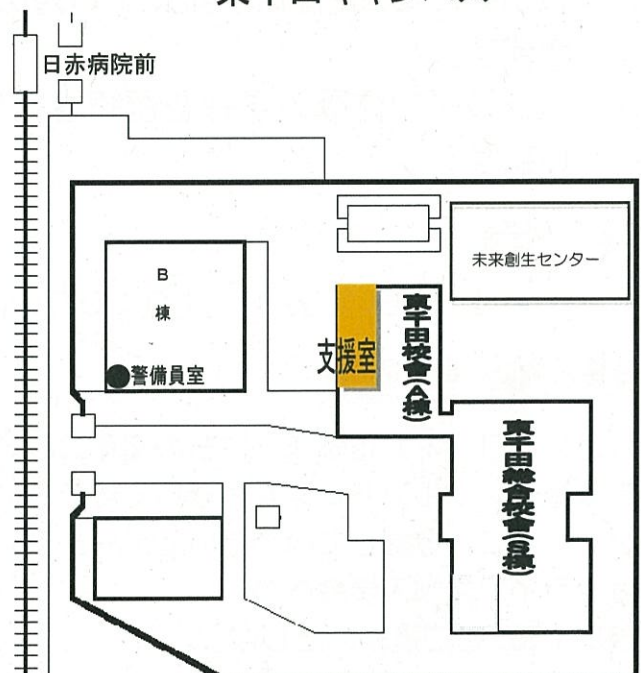 日赤病院前
未来創生センター
B
棟
支援室
東千田校舎(A棟)
警備員室
東千田総合校舎(S棟)